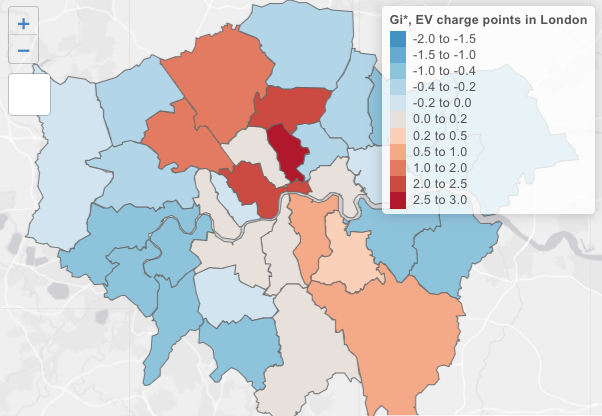 +
−
Gi*, EV charge points in London
-2.0 to -1.5
-1.5 to -1.0
-1.0 to -0.4
-0.4 to -0.2
-0.2 to 0.0
0.0 to 0.2
0.2 to 0.5
0.5 to 1.0
1.0 to 2.0
2.0 to 2.5
2.5 to 3.0